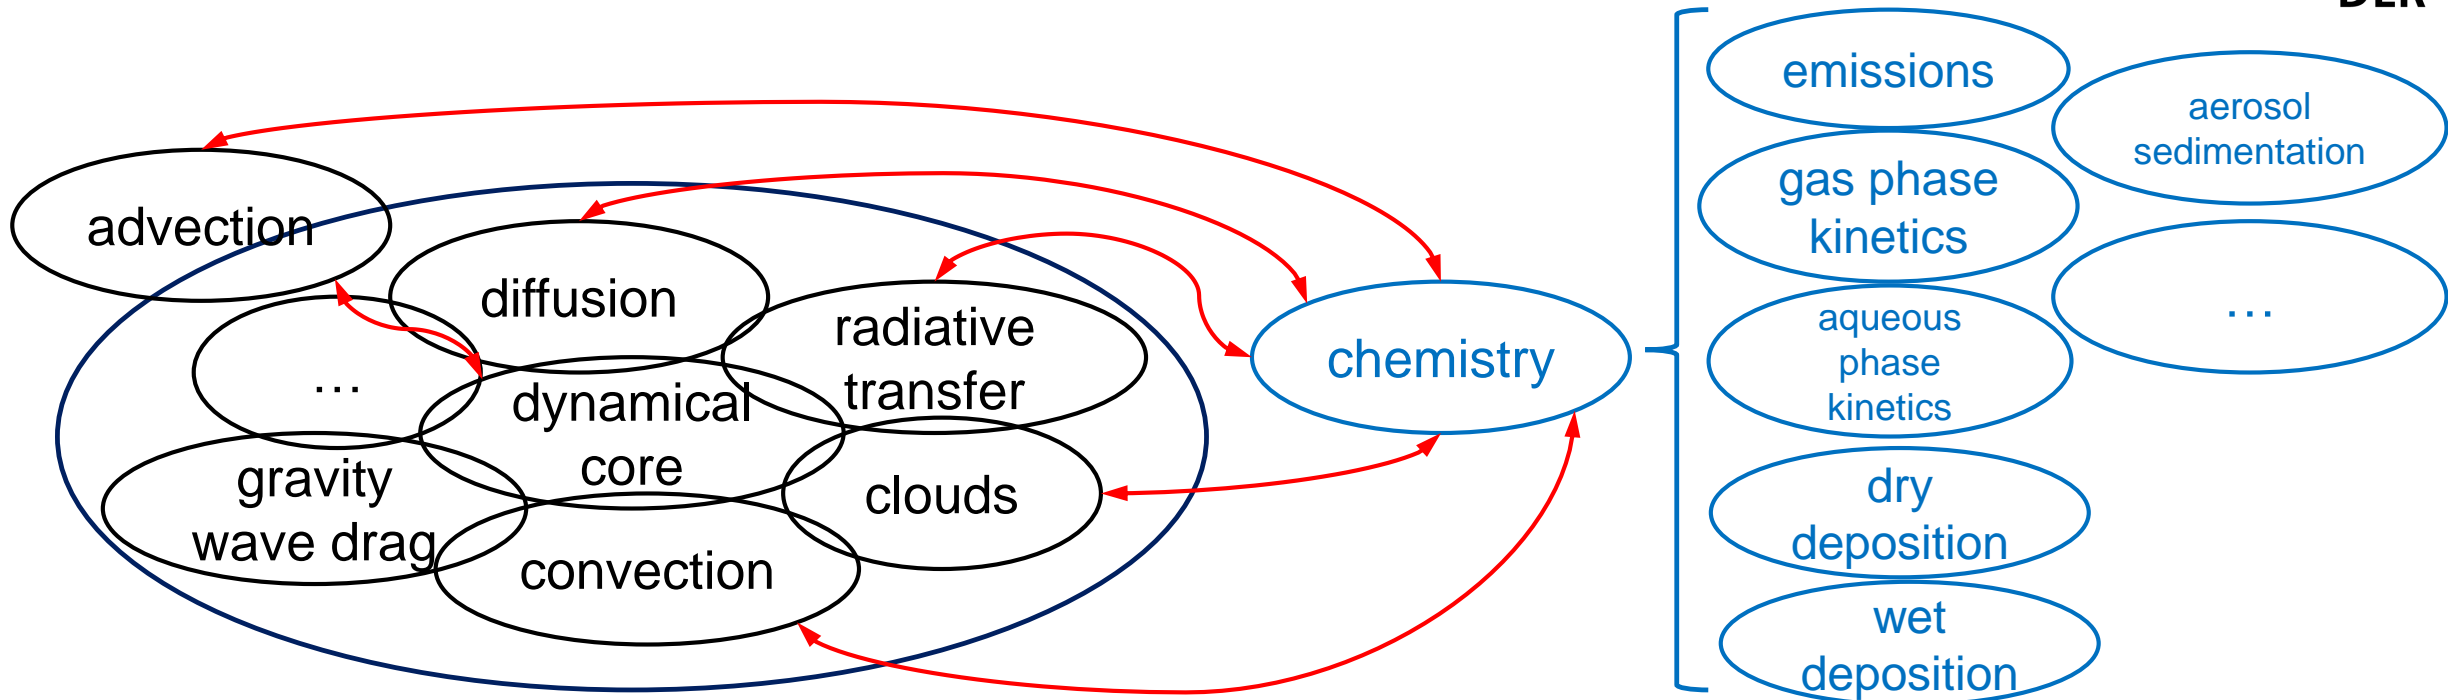 advection
diffusion
radiative
transfer
…
dynamical
core
gravity
wave drag
clouds
convection
chemistry
emissions
gas phase
kinetics
aqueous
phase
kinetics
dry
deposition
wet
deposition
aerosol
sedimentation
…